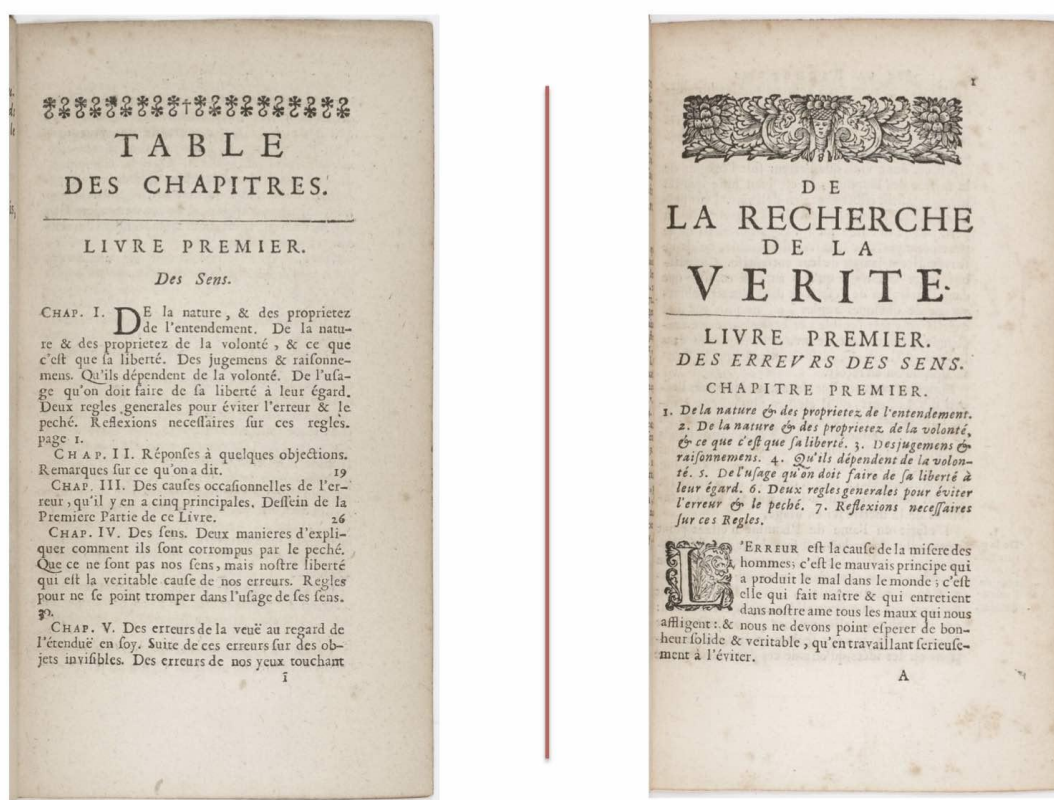 TABLE
DES CHAPITRES.
LIVRE PREMIER.
Des Sens.
CHAP. I. DE la nature, & des proprietez
de l'entendement. De la natu-
re & des proprietez de la volonté, & ce que
c'eſt que ſa liberté. Des jugemens & raiſonne-
mens. Qu'ils dépendent de la volonté. De l'uſa-
ge qu'on doit faire de ſa liberté à leur égard.
Deux regles generales pour éviter l'erreur & le
peché. Reflexions neceſſaires ſur ces regles.
page 1.
CHAP. II. Réponſes à quelques objections.
Remarques ſur ce qu'on a dit. 19
CHAP. III. Des cauſes occaſionnelles de l'er-
reur, qu'il y en a cinq principales. Deſſein de la
Premiere Partie de ce Livre. 26
CHAP. IV. Des ſens. Deux manieres d'expli-
quer comment ils ſont corrompus par le peché.
Que ce ne ſont pas nos ſens, mais noſtre liberté
qui eſt la veritable cauſe de nos erreurs. Regles
pour ne ſe point tromper dans l'uſage de ſes ſens.
30.
CHAP. V. Des erreurs de la veuë au regard de
l'étenduë en ſoy. Suite de ces erreurs ſur des ob-
jets inviſibles. Des erreurs de nos yeux touchant
ĩ
1
DE
LA RECHERCHE
DE LA
VERITE.
LIVRE PREMIER.
DES ERREVRS DES SENS.
CHAPITRE PREMIER.
1. De la nature & des proprietez de l'entendement.
2. De la nature & des proprietez de la volonté,
& ce que c'eſt que ſa liberté. 3. Des jugemens &
raiſonnemens. 4. Qu'ils dépendent de la volon-
té. 5. De l'uſage qu'on doit faire de ſa liberté à
leur égard. 6. Deux regles generales pour éviter
l'erreur & le peché. 7. Reflexions neceſſaires
ſur ces Regles.
L'ERREUR eſt la cauſe de la miſere des
hommes; c'eſt le mauvais principe qui
a produit le mal dans le monde; c'eſt
elle qui fait naître & qui entretient
dans noſtre ame tous les maux qui nous
affligent: & nous ne devons point eſperer de bon-
heur ſolide & veritable, qu'en travaillant ſerieuſe-
ment à l'éviter.
A